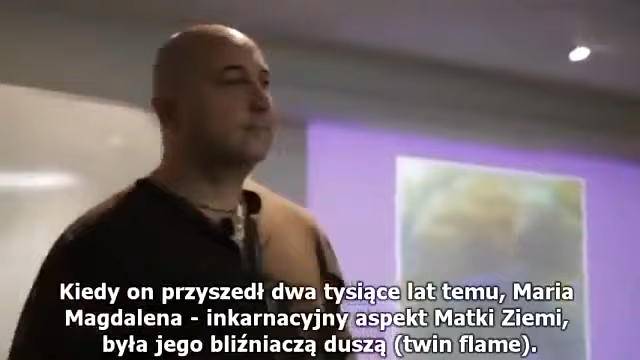 Kiedy on przyszedł dwa tysiące lat temu, Maria
Magdalena - inkarnacyjny aspekt Matki Ziemi,
była jego bliźniaczą duszą (twin flame).